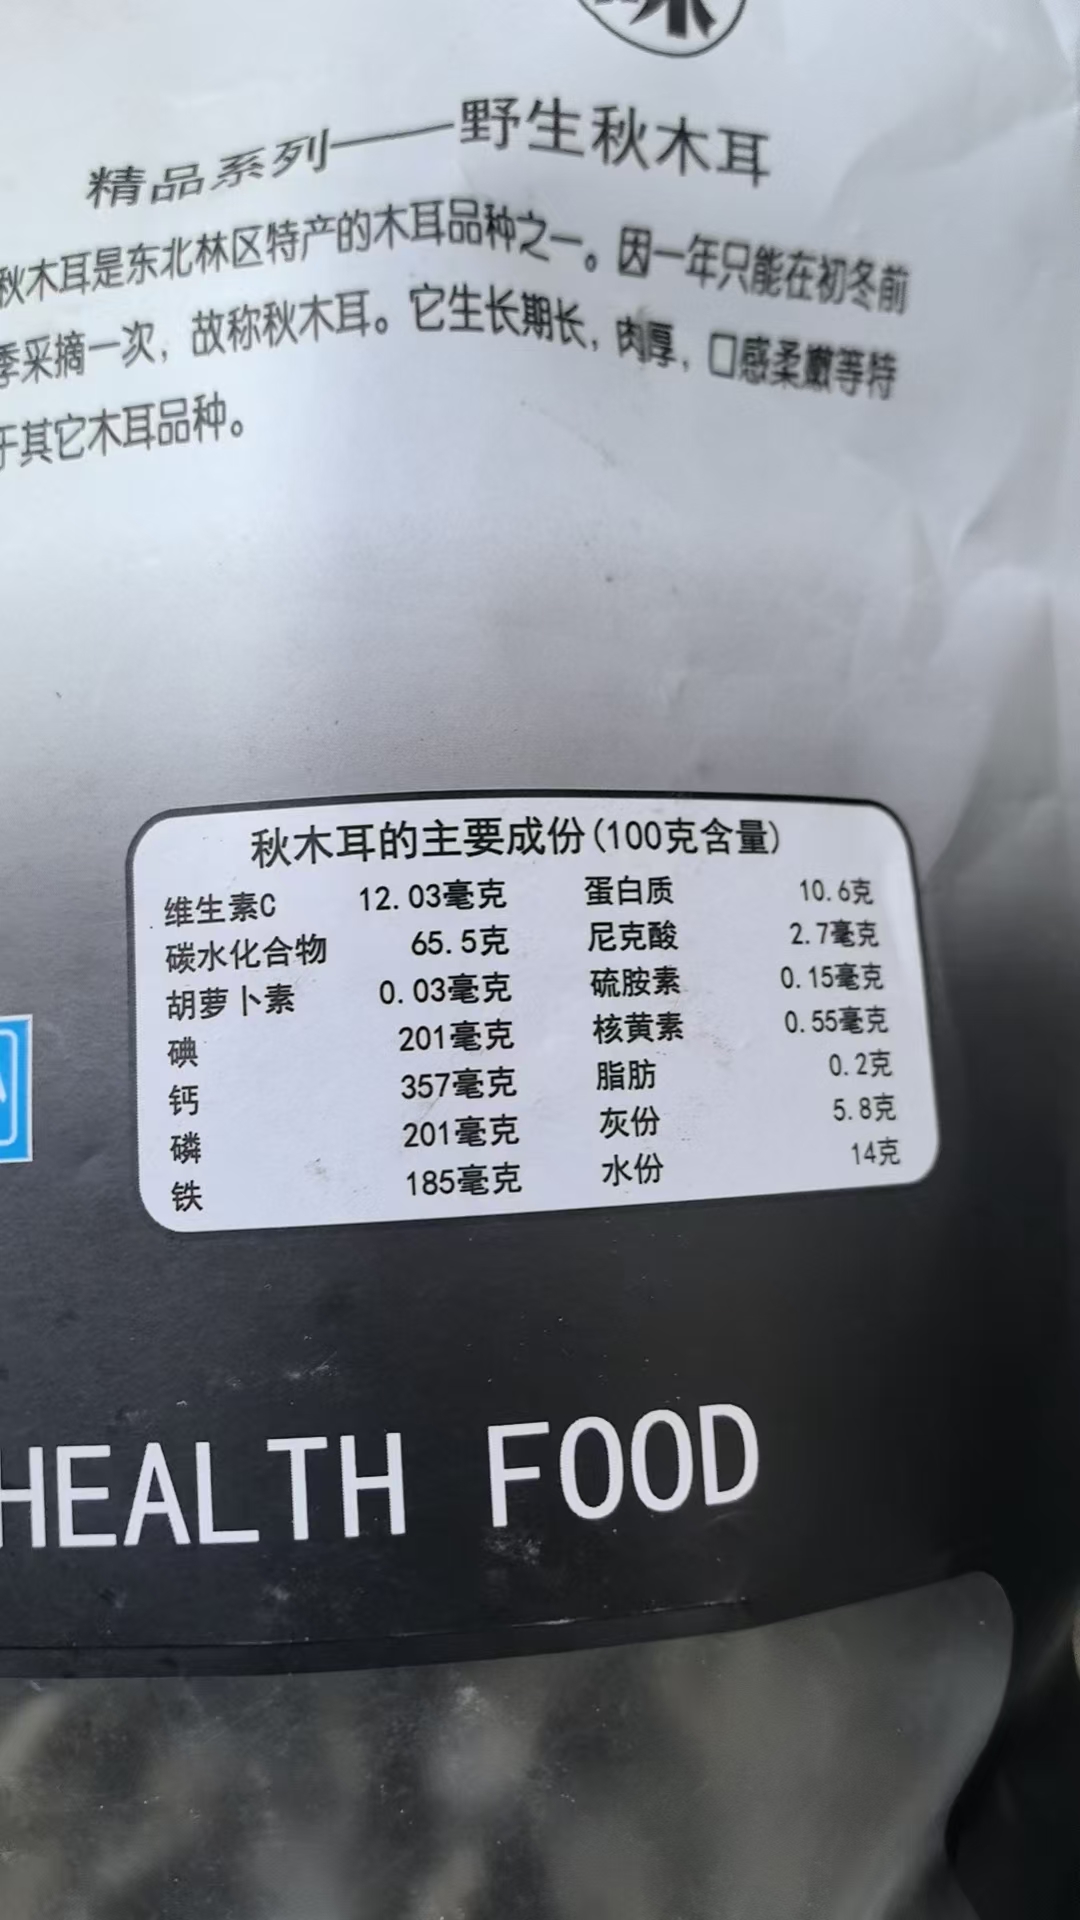 味
精品系列——野生秋木耳
秋木耳是东北林区特产的木耳品种之一。因一年只能在初冬前
季采摘一次，故称秋木耳。它生长期长，肉厚，口感柔嫩等特
于其它木耳品种。
秋木耳的主要成份(100克含量)
维生素C 12.03毫克 蛋白质 10.6克
碳水化合物 65.5克 尼克酸 2.7毫克
胡萝卜素 0.03毫克 硫胺素 0.15毫克
碘 201毫克 核黄素 0.55毫克
钙 357毫克 脂肪 0.2克
磷 201毫克 灰份 5.8克
铁 185毫克 水份 14克
HEALTH FOOD